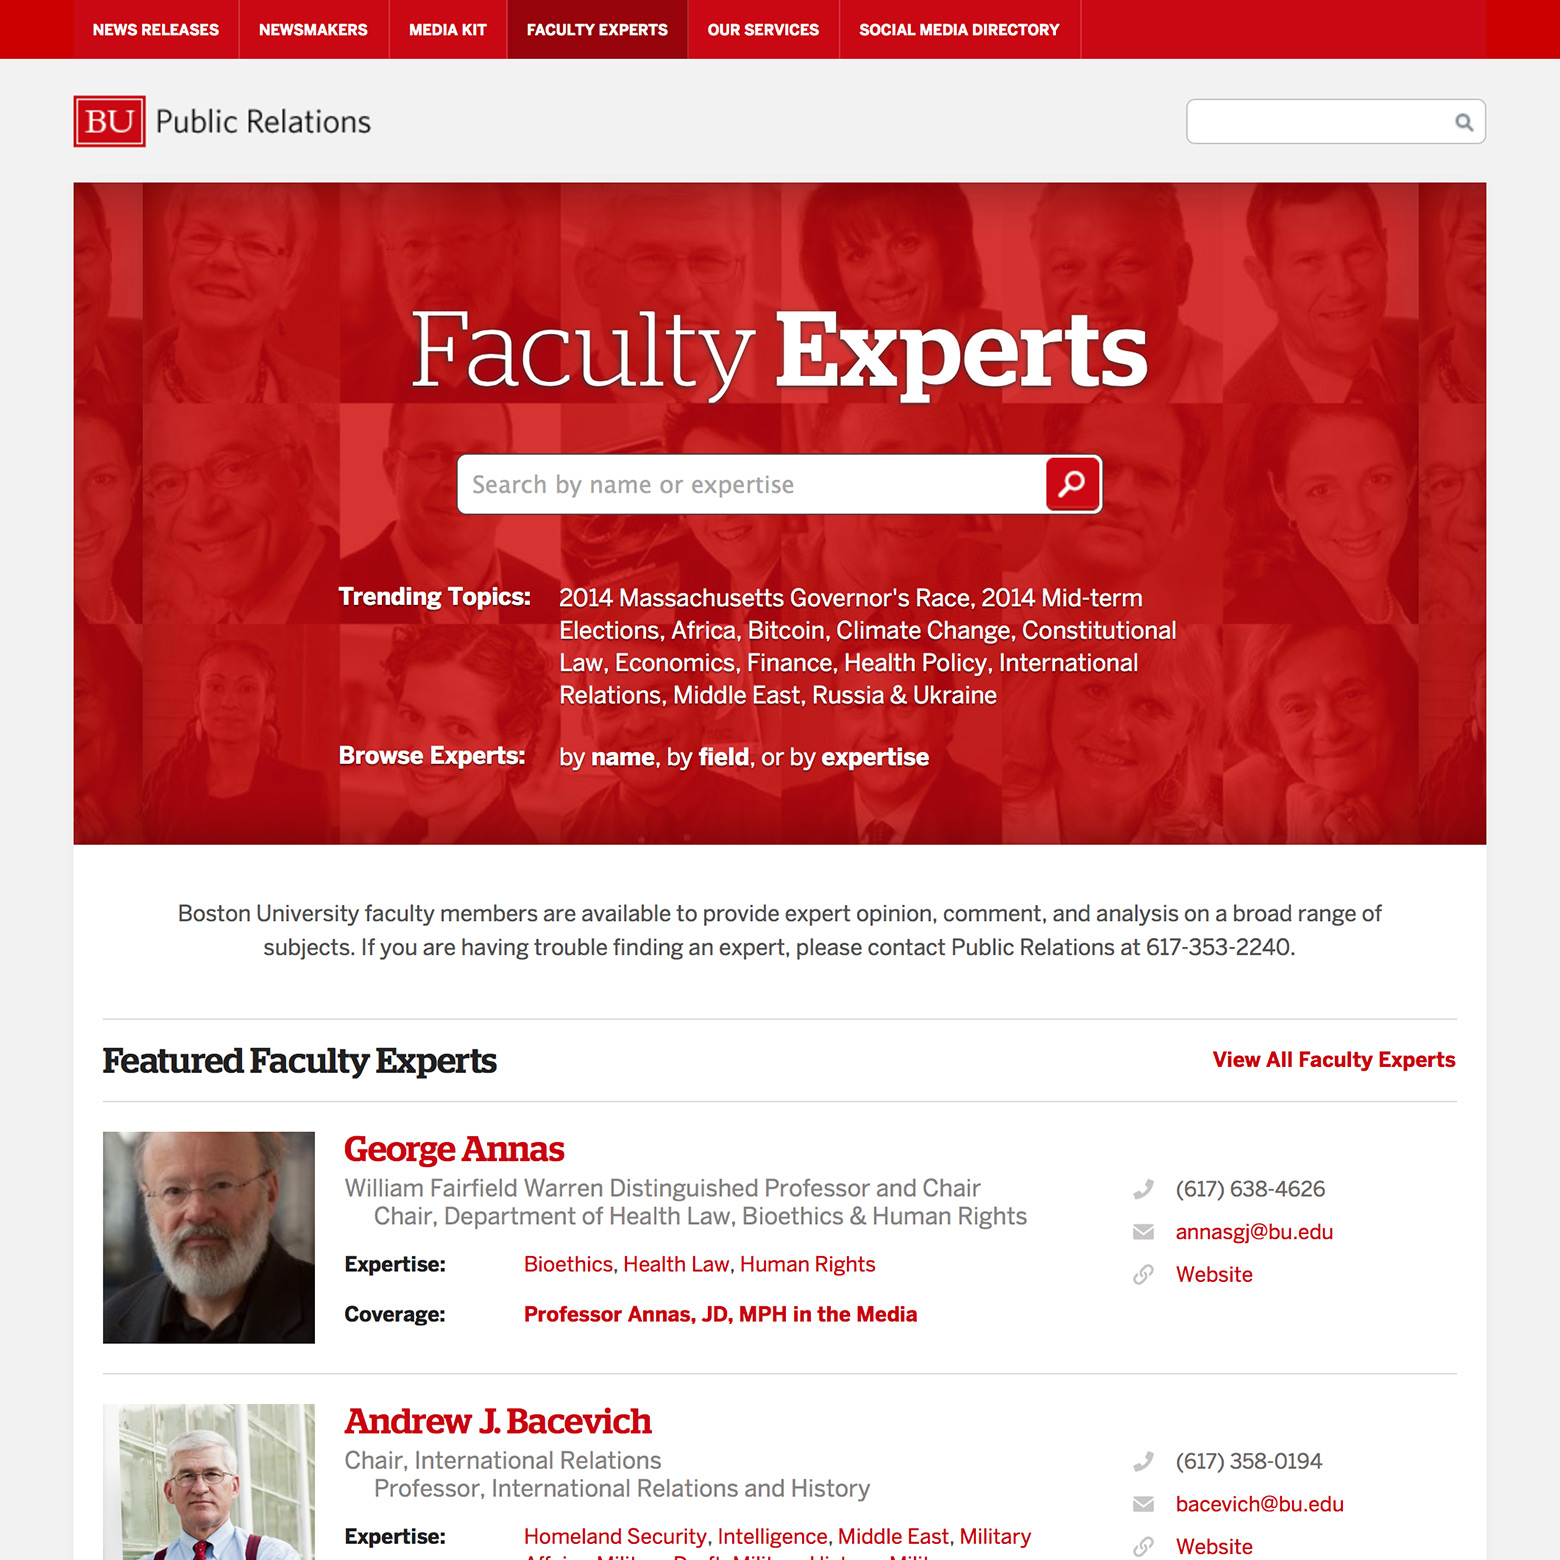 NEWS RELEASES NEWSMAKERS MEDIA KIT FACULTY EXPERTS OUR SERVICES SOCIAL MEDIA DIRECTORY
BU Public Relations
Faculty Experts
Search by name or expertise
Trending Topics: 2014 Massachusetts Governor's Race, 2014 Mid-term
Elections, Africa, Bitcoin, Climate Change, Constitutional
Law, Economics, Finance, Health Policy, International
Relations, Middle East, Russia & Ukraine
Browse Experts: by name, by field, or by expertise
Boston University faculty members are available to provide expert opinion, comment, and analysis on a broad range of
subjects. If you are having trouble finding an expert, please contact Public Relations at 617-353-2240.
Featured Faculty Experts View All Faculty Experts
George Annas
William Fairfield Warren Distinguished Professor and Chair (617) 638-4626
Chair, Department of Health Law, Bioethics & Human Rights
annasgj@bu.edu
Expertise: Bioethics, Health Law, Human Rights
Website
Coverage: Professor Annas, JD, MPH in the Media
Andrew J. Bacevich
Chair, International Relations (617) 358-0194
Professor, International Relations and History
bacevich@bu.edu
Expertise: Homeland Security, Intelligence, Middle East, Military
Website